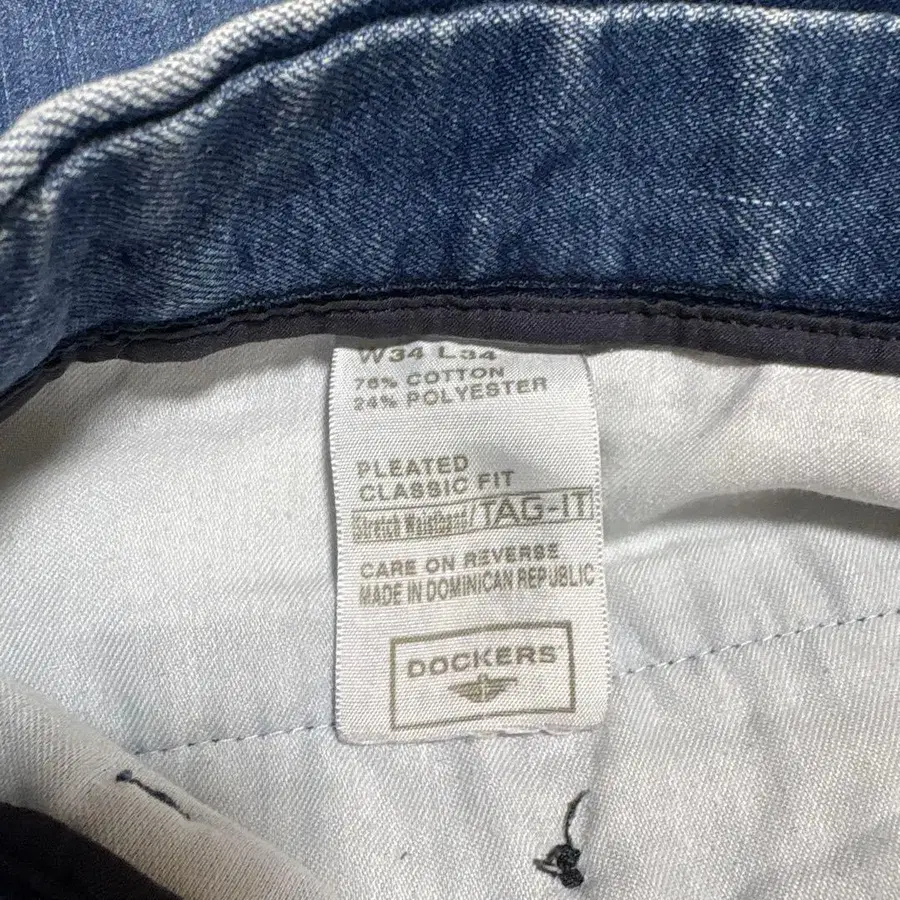 W34 L34
76% COTTON
24% POLYESTER
PLEATED
CLASSIC FIT
Stretch Waistband/TAG-IT
CARE ON REVERSE
MADE IN DOMINICAN REPUBLIC
DOCKERS